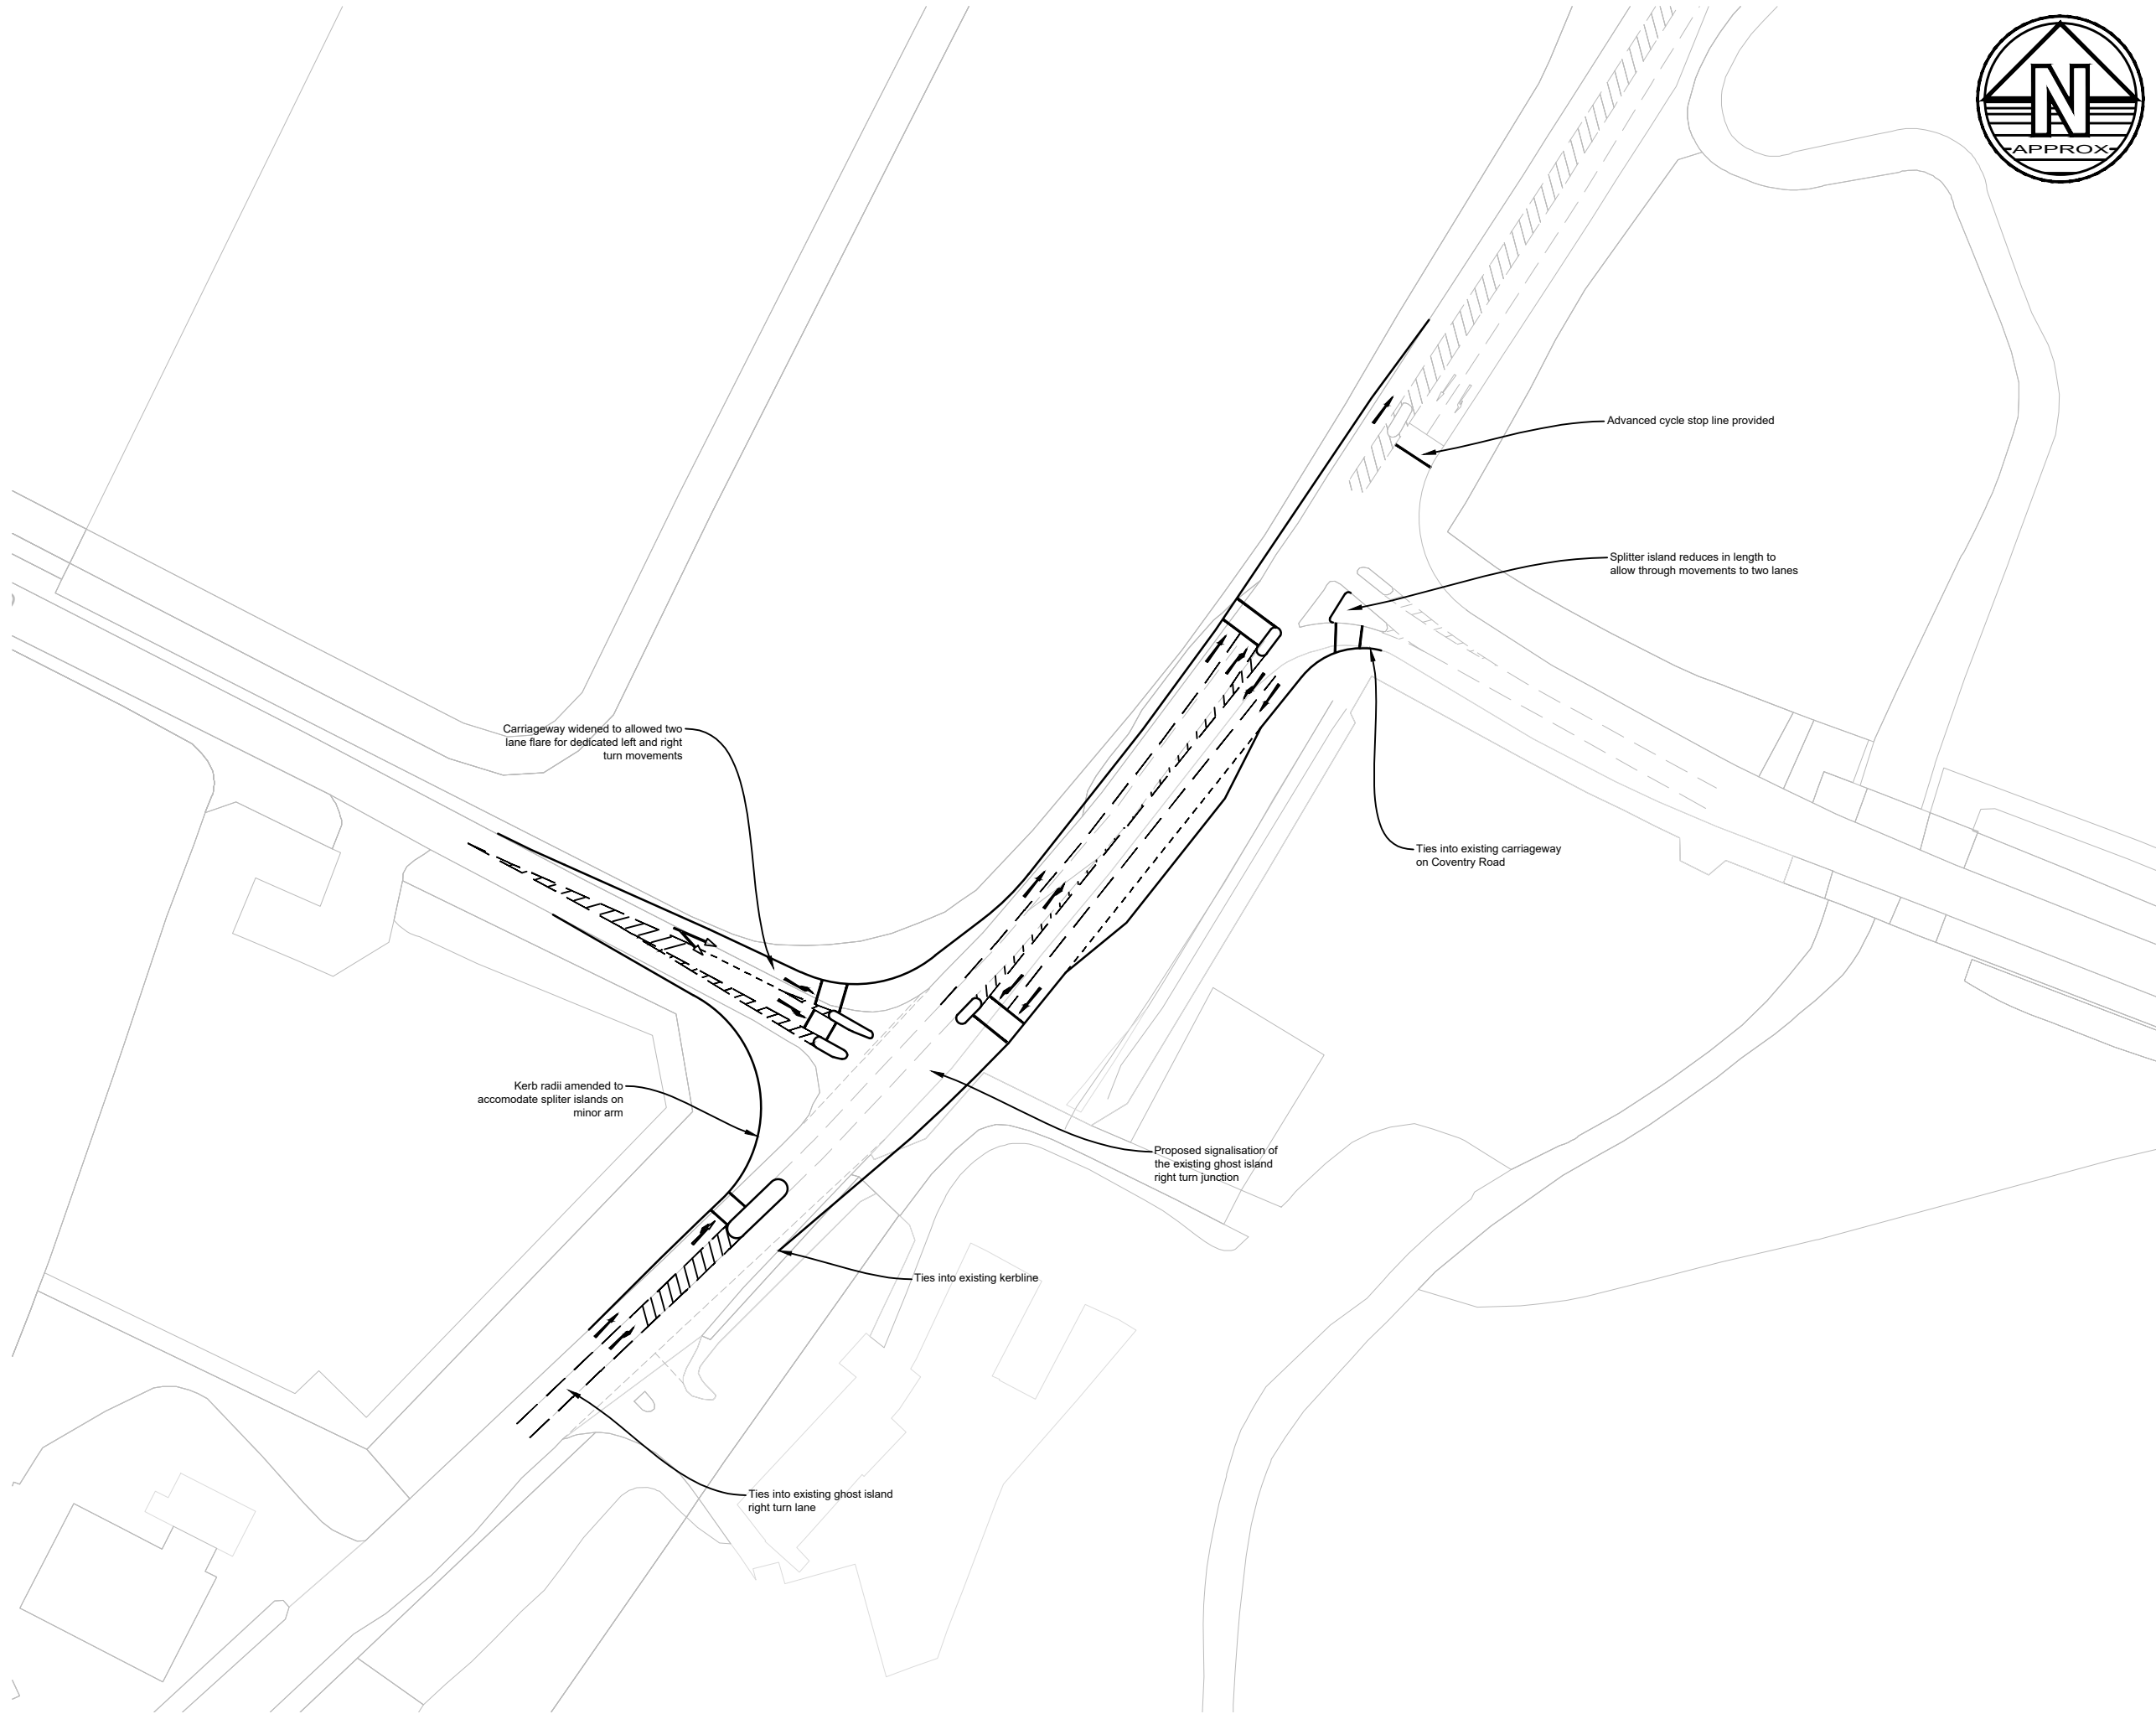 N
APPROX
Advanced cycle stop line provided
Splitter island reduces in length to
allow through movements to two lanes
Carriageway widened to allowed two
lane flare for dedicated left and right
turn movements
Ties into existing carriageway
on Coventry Road
Kerb radii amended to
accomodate spliter islands on
minor arm
Proposed signalisation of
the existing ghost island
right turn junction
Ties into existing kerbline
Ties into existing ghost island
right turn lane